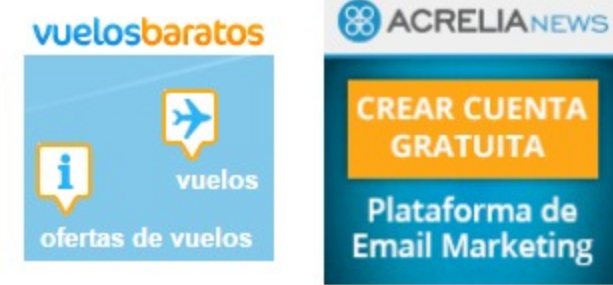 vuelosbaratos
vuelos
ofertas de vuelos
ACRELIANEWS
CREAR CUENTA
GRATUITA
Plataforma de
Email Marketing